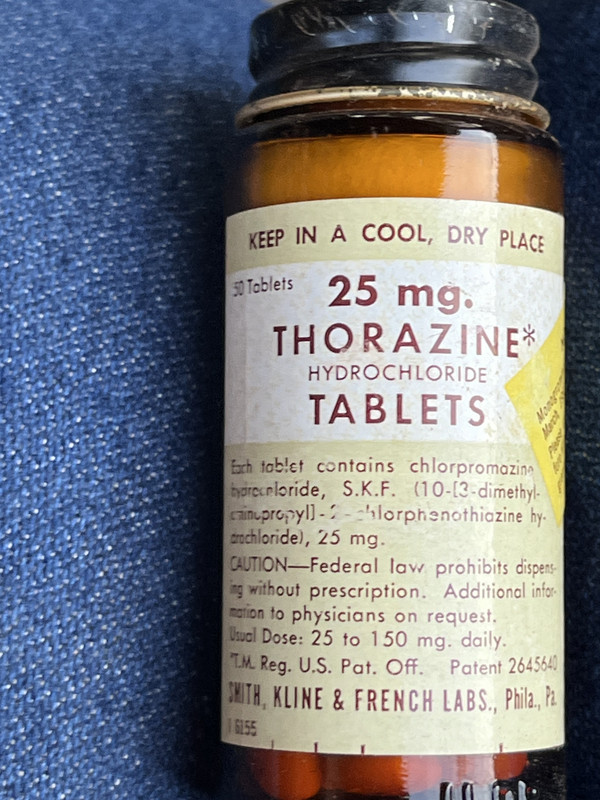 KEEP IN A COOL, DRY PLACE
50 Tablets
25 mg.
THORAZINE*
HYDROCHLORIDE
TABLETS
Each tablet contains chlorpromazine
hydrochloride, S.K.F. (10-[3-dimethyl-
aminopropyl]-2-chlorphenothiazine hy-
drochloride), 25 mg.
CAUTION—Federal law prohibits dispens-
ing without prescription. Additional infor-
mation to physicians on request.
Usual Dose: 25 to 150 mg. daily.
*T.M. Reg. U.S. Pat. Off. Patent 2645640
SMITH, KLINE & FRENCH LABS., Phila., Pa.
6155
March
Please